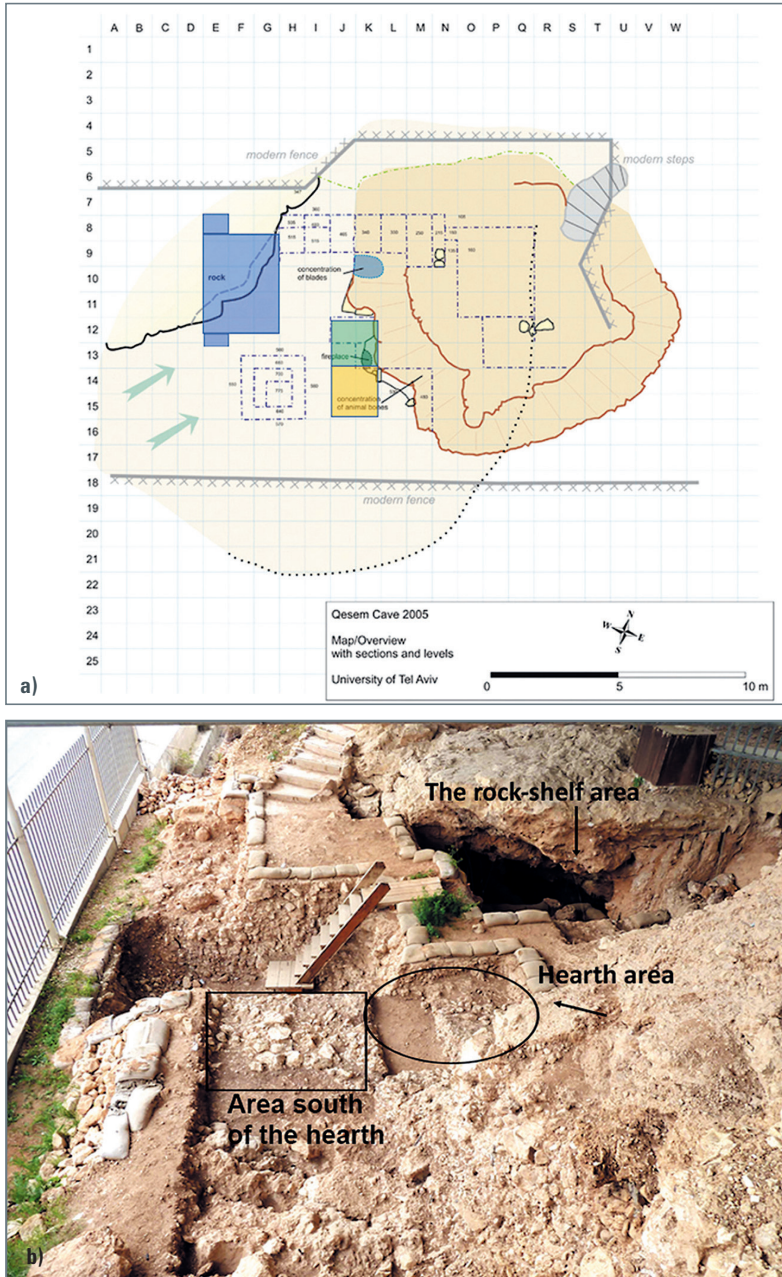 A B C D E F G H I J K L M N O P Q R S T U V W
1
2
3
4
5
modern fence
modern steps
6
7
8
9
concentration
of blades
rock
10
11
12
13
fireplace
14
concentration
of animal bones
15
16
17
18
modern fence
19
20
21
22
23
24
25
Qesem Cave 2005
Map/Overview
with sections and levels
University of Tel Aviv
N
W
E
S
0 5 10 m
a)
The rock-shelf area
Hearth area
Area south
of the hearth
b)